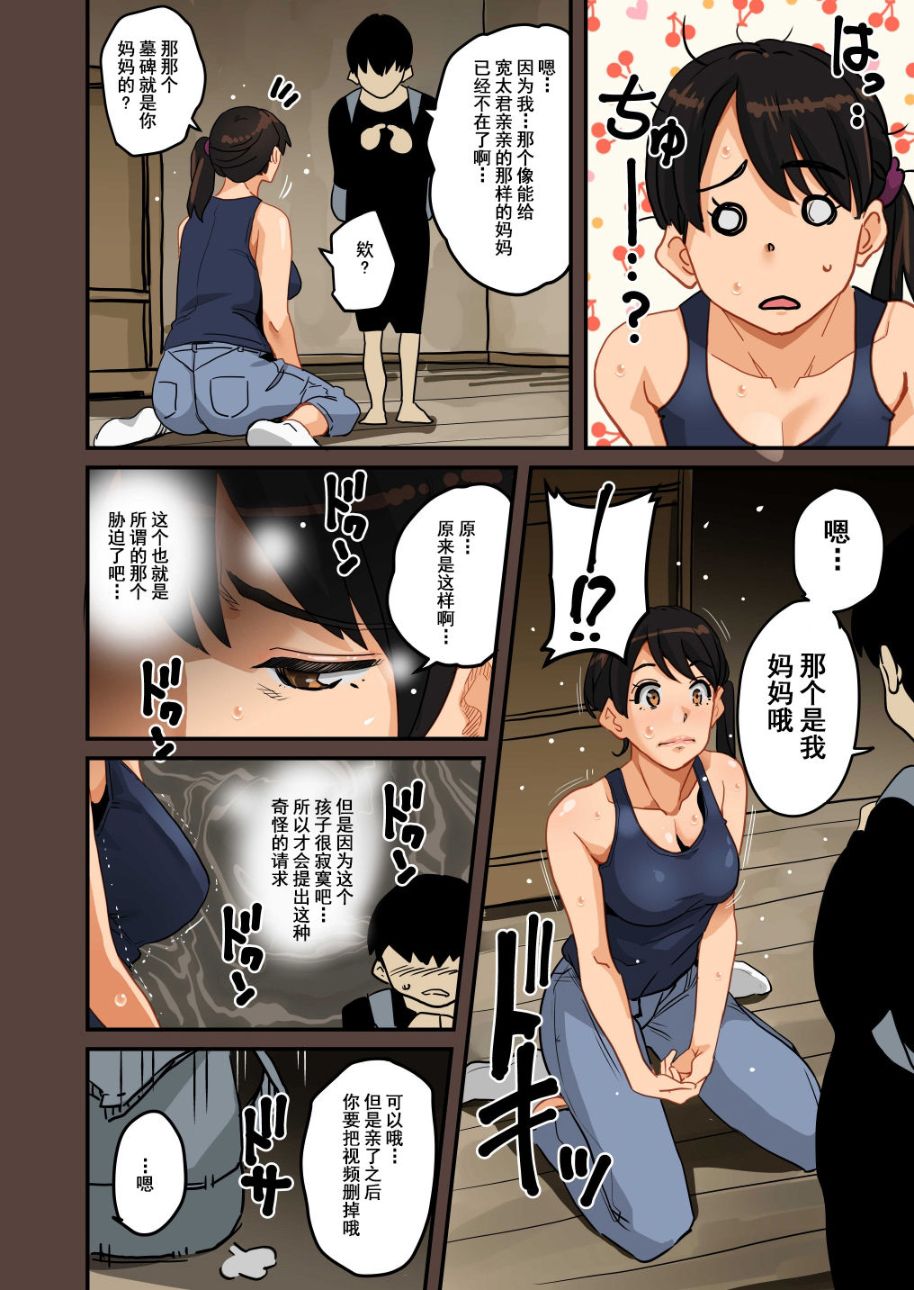 はっ…
ちゅー…?
嗯…
因为我…那个像能给
宽太君亲亲的那样的妈妈
已经不在了啊…
欸?
那那个
墓碑就是你
妈妈的?
嗯…
那个是我
妈妈哦
ー!?
ドキッ
原…
原来是这样啊…
ドクン
这个也就是
所谓的那个
胁迫了吧…
ドクン
ドクン
但是因为这个
孩子很寂寞吧…
所以才会提出这种
奇怪的请求
ドクン
可以哦…
但是亲了之后
你要把视频删掉哦
ドサ
…嗯